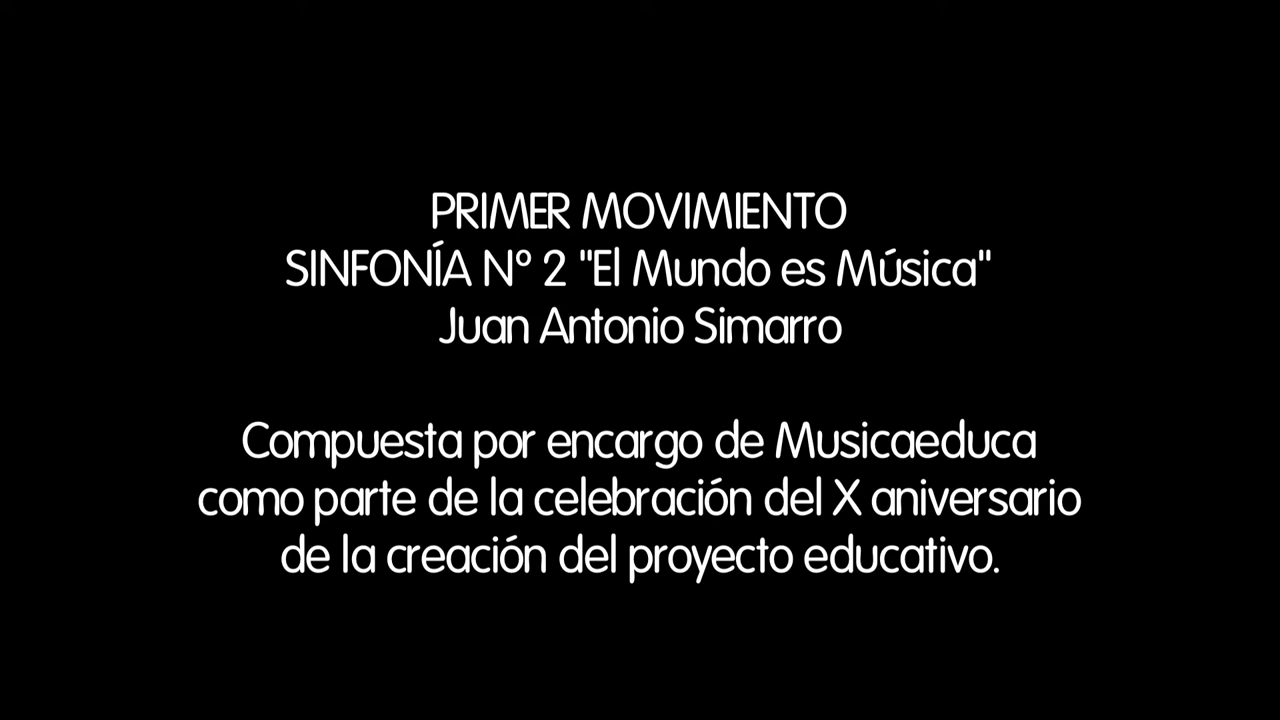 PRIMER MOVIMIENTO
SINFONÍA Nº 2 "El Mundo es Música"
Juan Antonio Simarro
Compuesta por encargo de Musicaeduca
como parte de la celebración del X aniversario
de la creación del proyecto educativo.